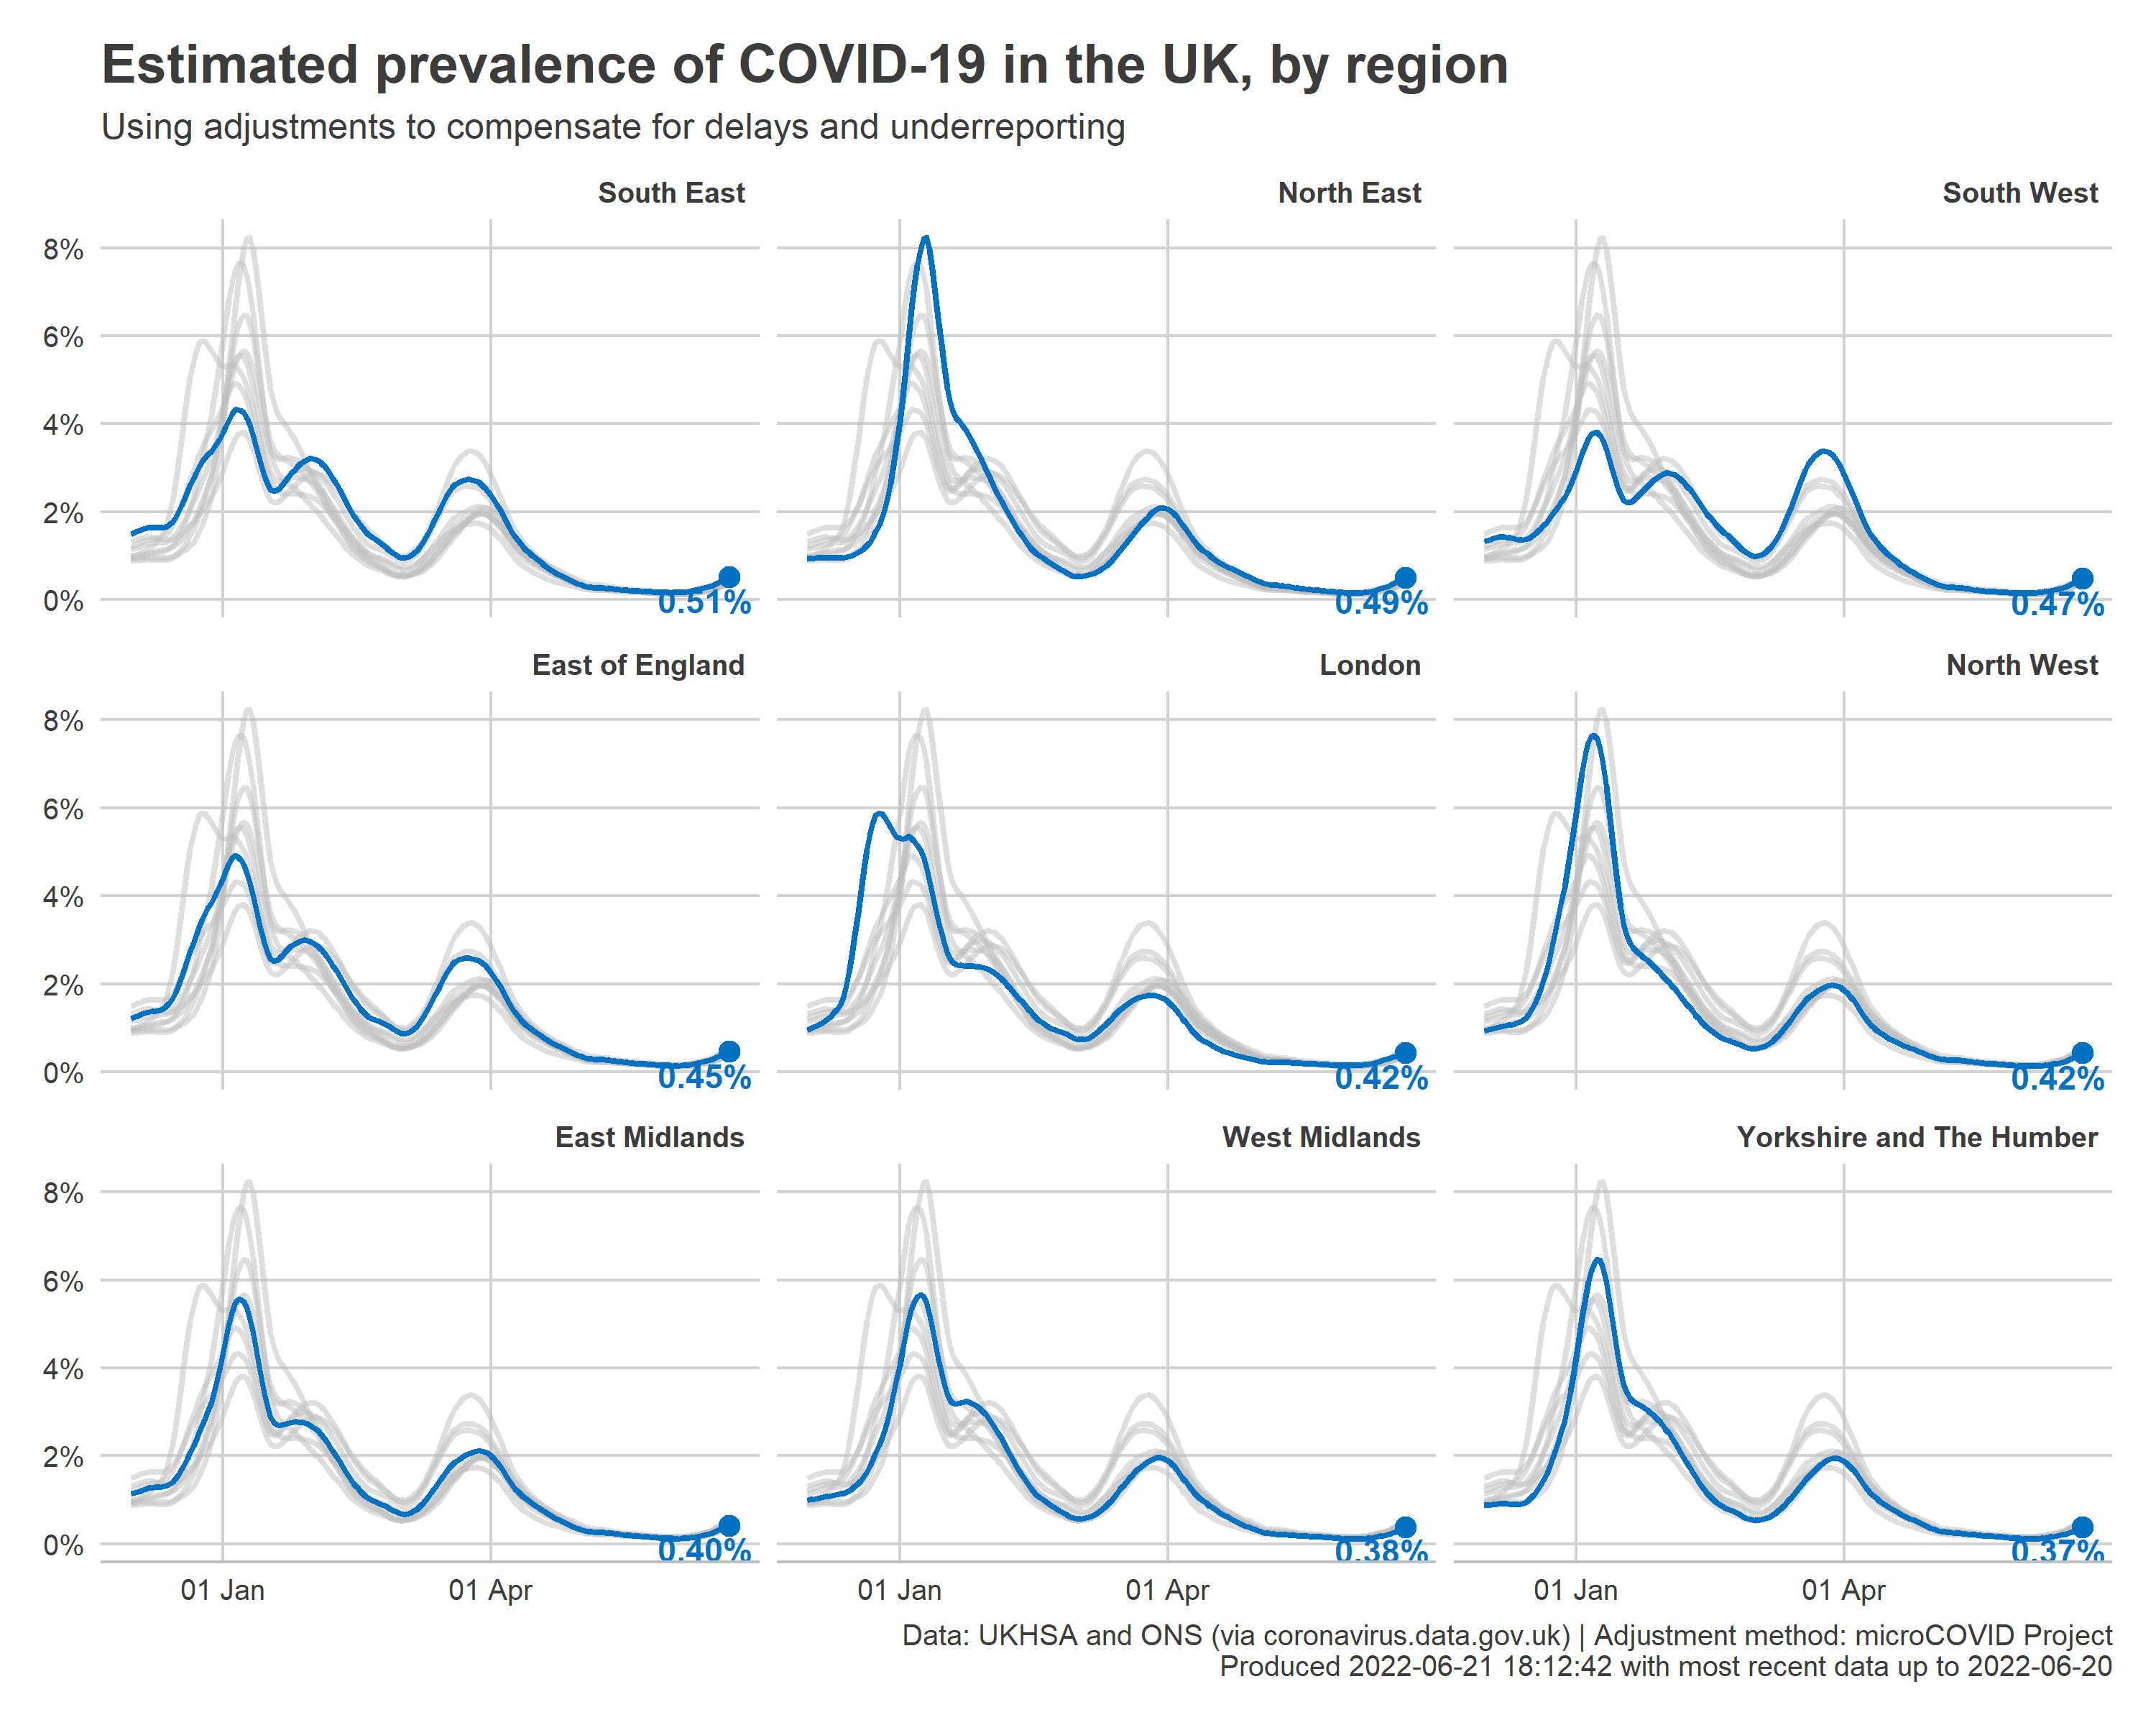 Estimated prevalence of COVID-19 in the UK, by region
Using adjustments to compensate for delays and underreporting
South East
North East
South West
8%
6%
4%
2%
0%
0.51%
0.49%
0.47%
East of England
London
North West
8%
6%
4%
2%
0%
0.45%
0.42%
0.42%
East Midlands
West Midlands
Yorkshire and The Humber
8%
6%
4%
2%
0%
0.40%
0.38%
0.37%
01 Jan
01 Apr
01 Jan
01 Apr
01 Jan
01 Apr
Data: UKHSA and ONS (via coronavirus.data.gov.uk) | Adjustment method: microCOVID Project
Produced 2022-06-21 18:12:42 with most recent data up to 2022-06-20